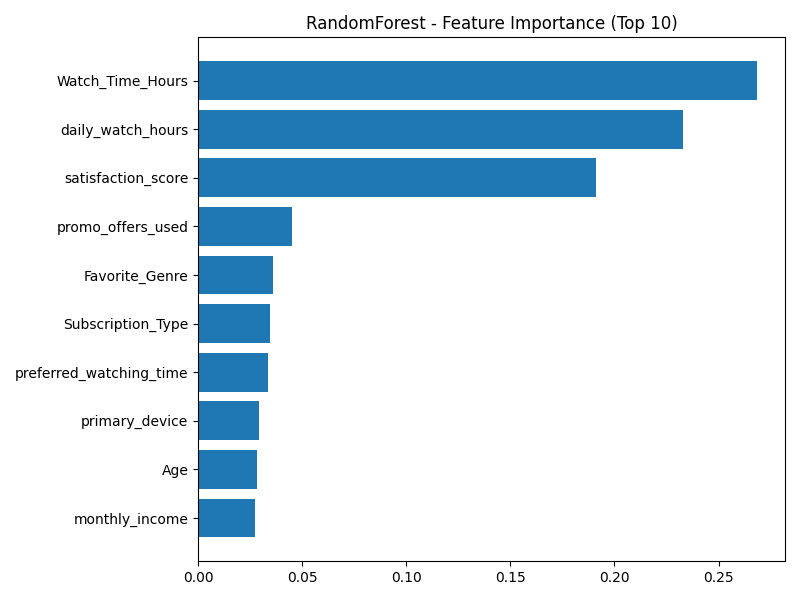 RandomForest - Feature Importance (Top 10)
Watch_Time_Hours
daily_watch_hours
satisfaction_score
promo_offers_used
Favorite_Genre
Subscription_Type
preferred_watching_time
primary_device
Age
monthly_income
0.00 0.05 0.10 0.15 0.20 0.25